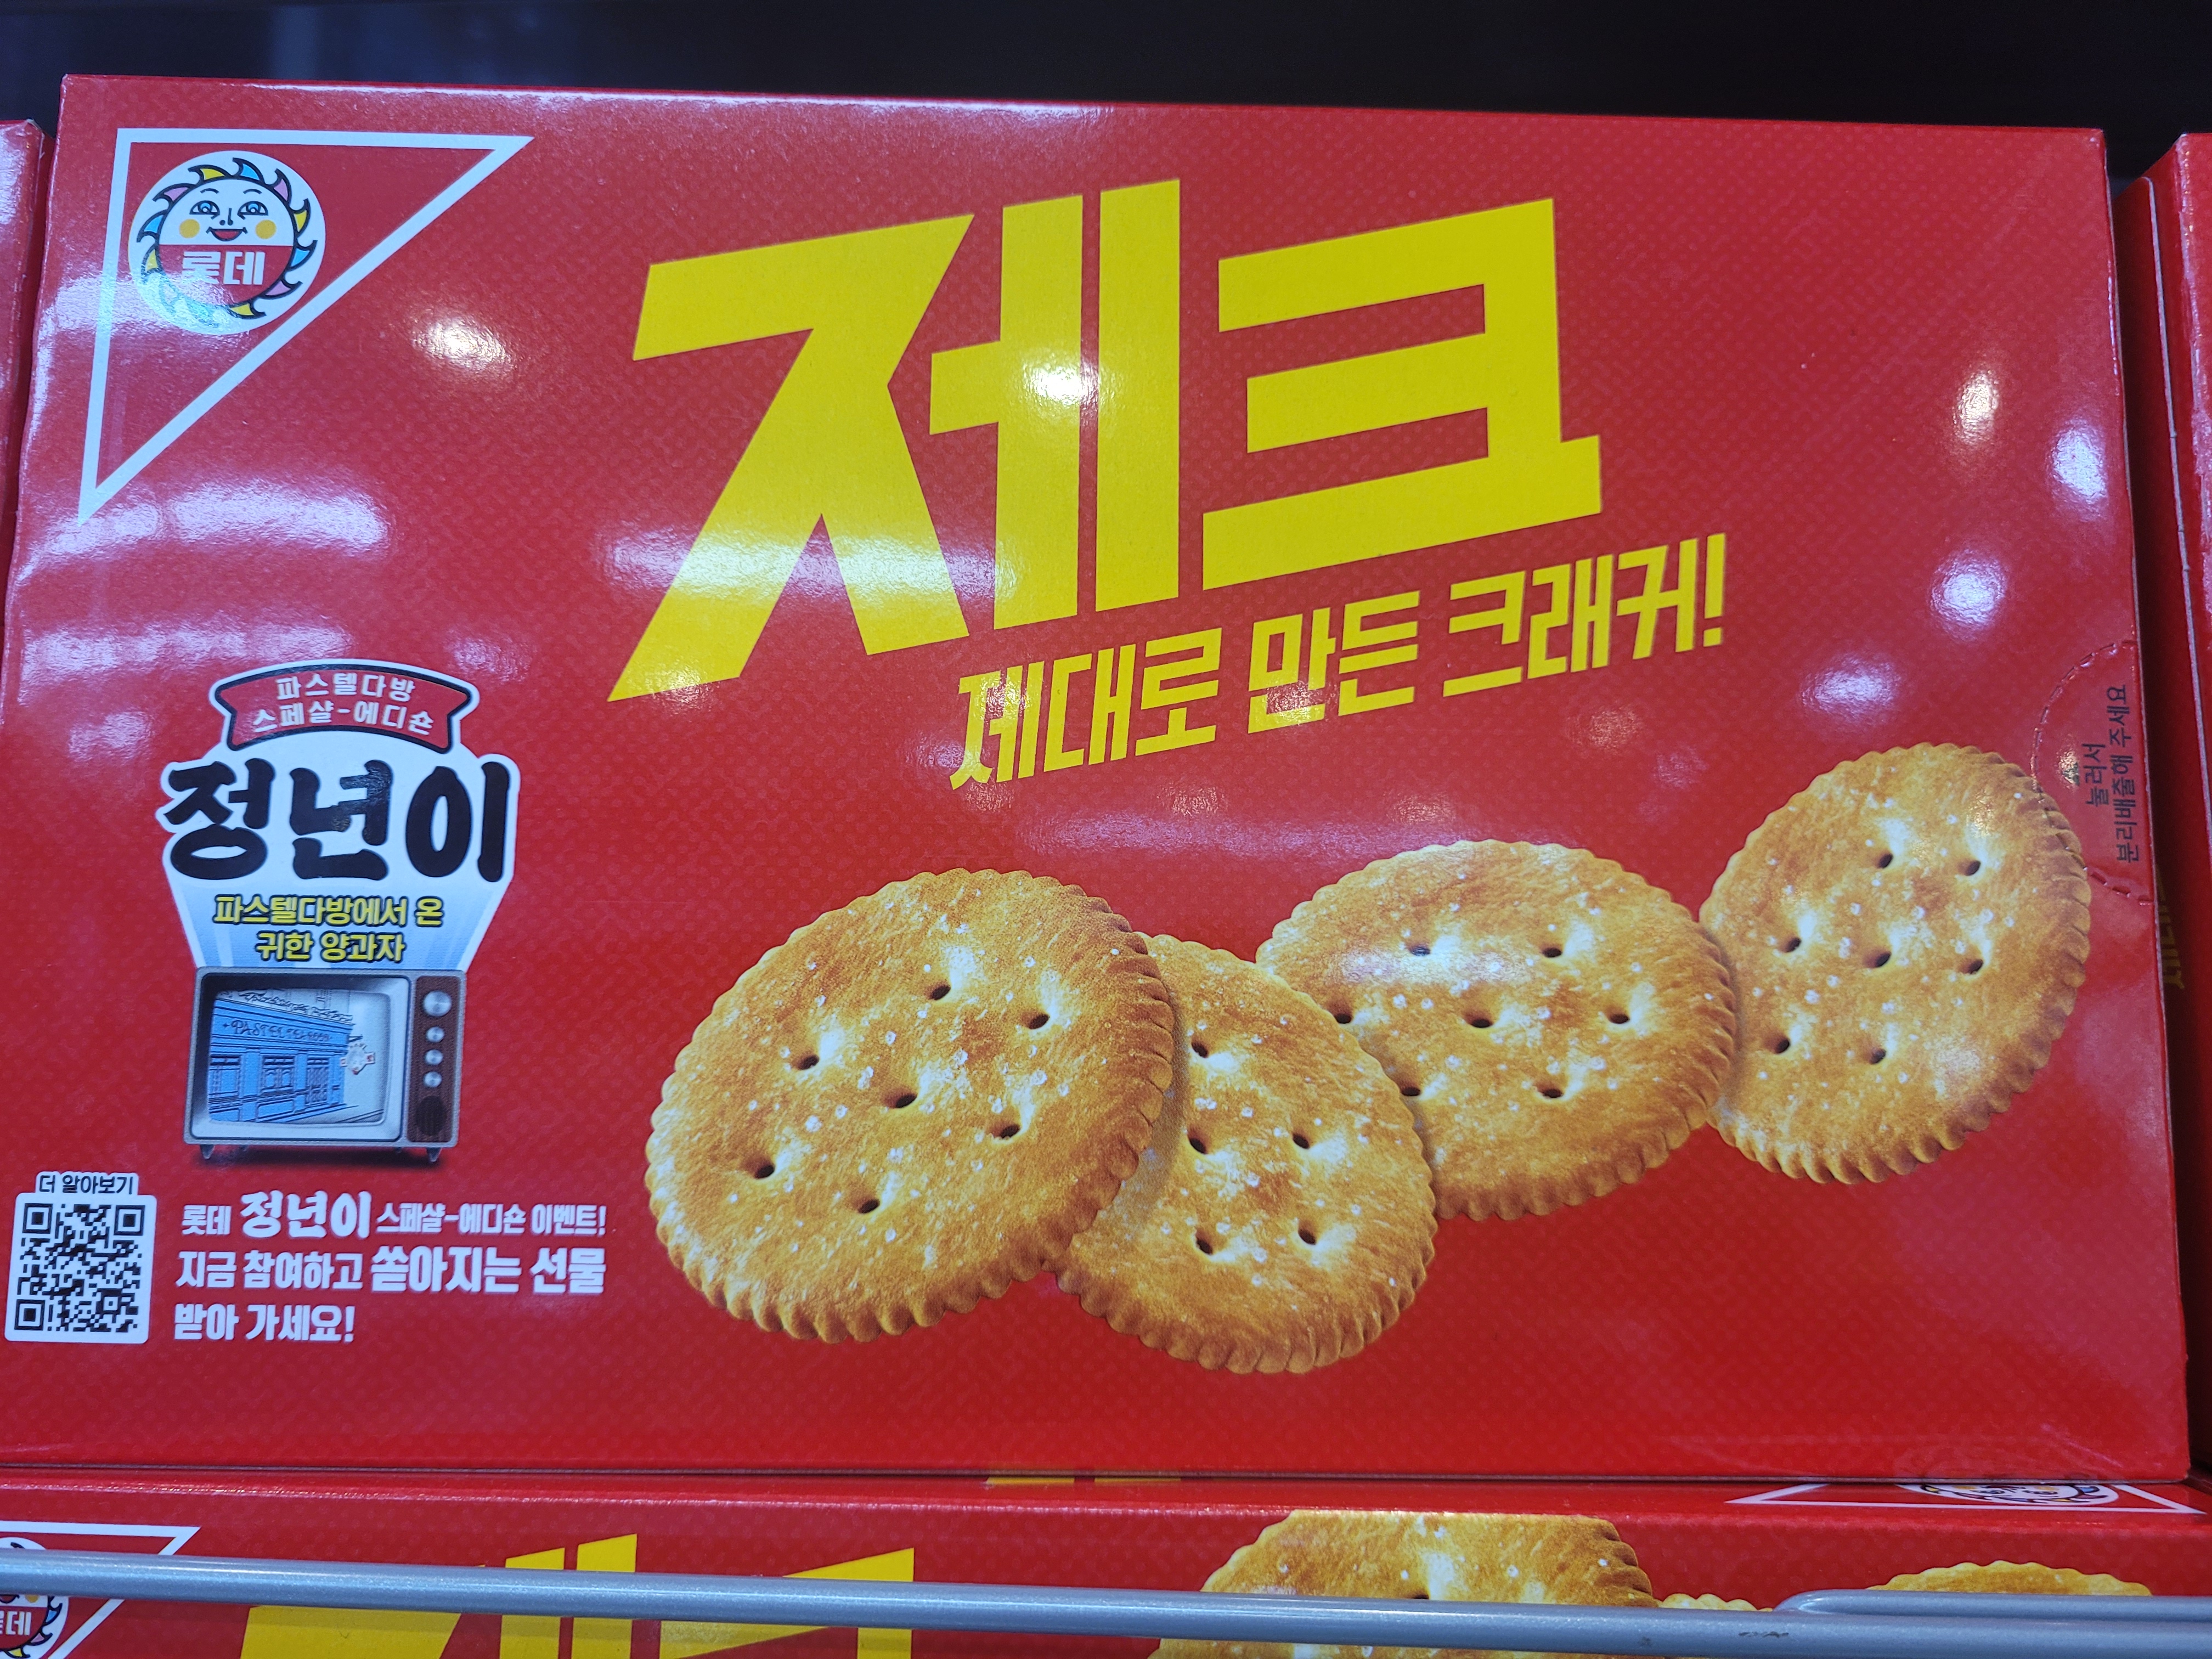 롯데
제크
제대로 만든 크래커!
파스텔다방
스페샬-에디숀
정년이
파스텔다방에서 온
귀한 양과자
더 알아보기
롯데 정년이 스페샬-에디숀 이벤트!
지금 참여하고 쏟아지는 선물
받아 가세요!
눌러서
분리배출해 주세요